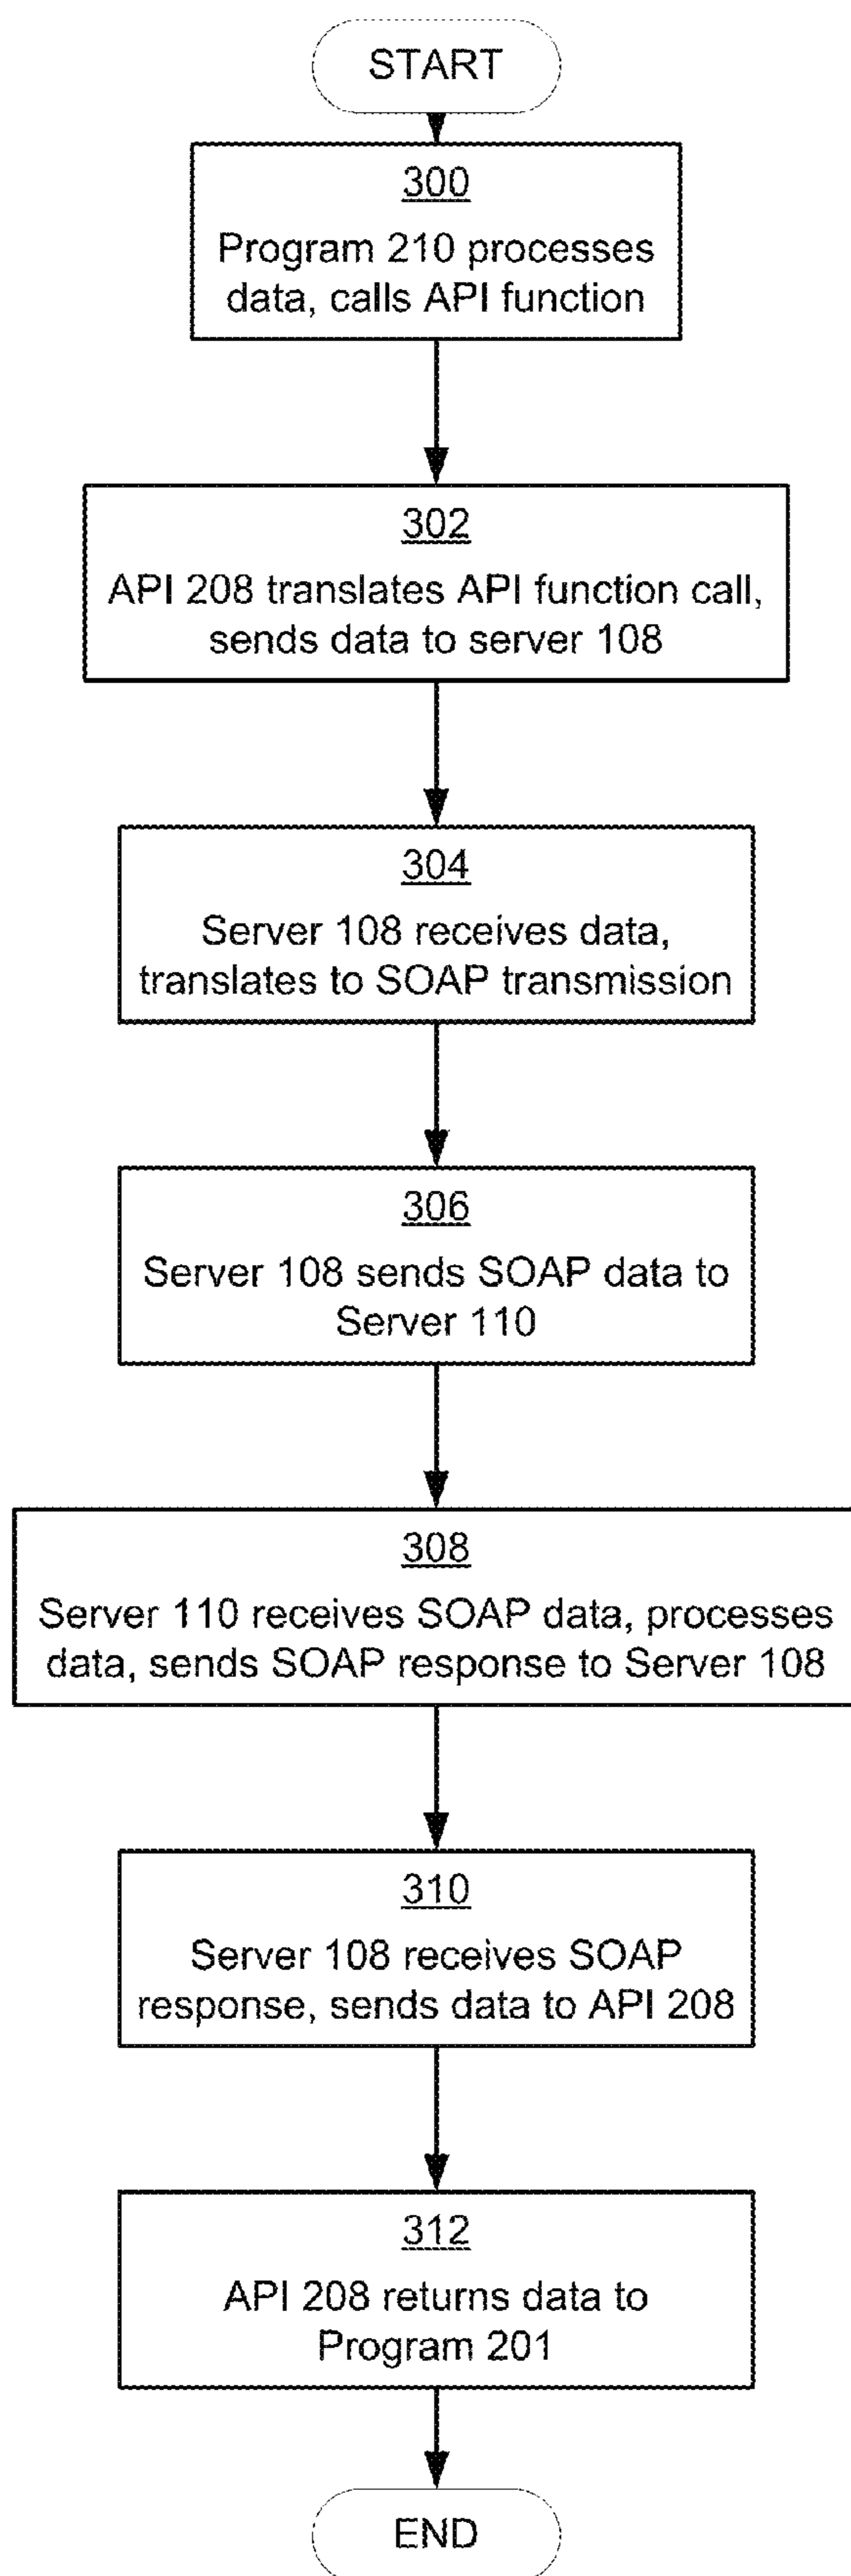 START
300
Program 210 processes
data, calls API function
302
API 208 translates API function call,
sends data to server 108
304
Server 108 receives data,
translates to SOAP transmission
306
Server 108 sends SOAP data to
Server 110
308
Server 110 receives SOAP data, processes
data, sends SOAP response to Server 108
310
Server 108 receives SOAP
response, sends data to API 208
312
API 208 returns data to
Program 201
END